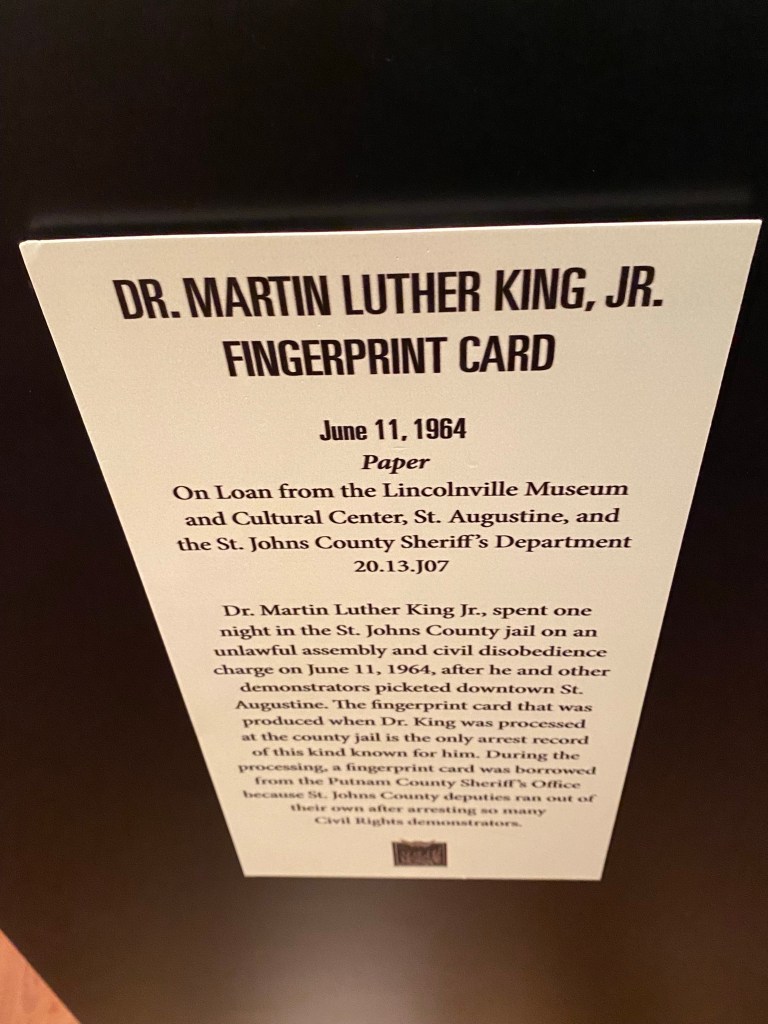 DR. MARTIN LUTHER KING, JR.
FINGERPRINT CARD
June 11, 1964
Paper
On Loan from the Lincolnville Museum
and Cultural Center, St. Augustine, and
the St. Johns County Sheriff's Department
20.13.J07
Dr. Martin Luther King Jr., spent one
night in the St. Johns County jail on an
unlawful assembly and civil disobedience
charge on June 11, 1964, after he and other
demonstrators picketed downtown St.
Augustine. The fingerprint card that was
produced when Dr. King was processed
at the county jail is the only arrest record
of this kind known for him. During the
processing, a fingerprint card was borrowed
from the Putnam County Sheriff's Office
because St. Johns County deputies ran out of
their own after arresting so many
Civil Rights demonstrators.